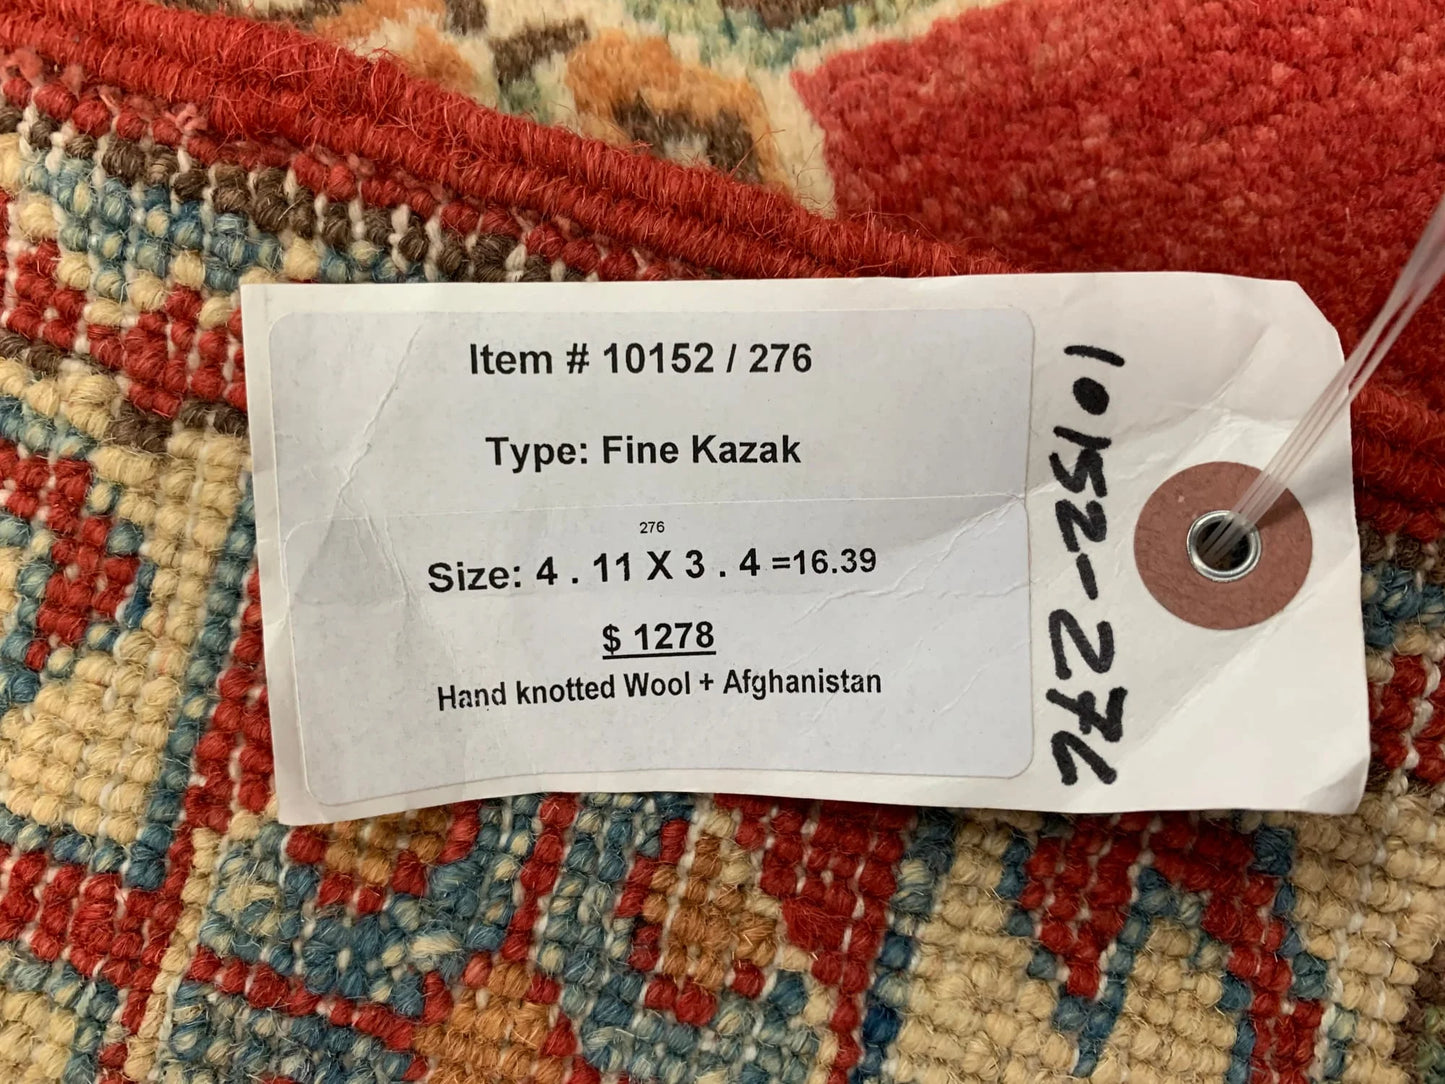 Item # 10152 / 276
Type: Fine Kazak
276
Size: 4 . 11 X 3 . 4 =16.39
$ 1278
Hand knotted Wool + Afghanistan
10152-276